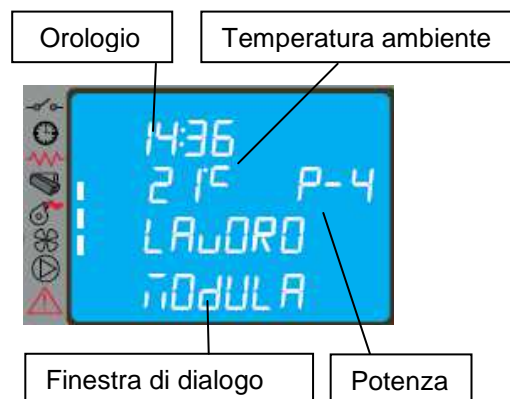 Orologio
Temperatura ambiente
14:36
21°C P-4
LAvORO
MOdULA
Finestra di dialogo
Potenza